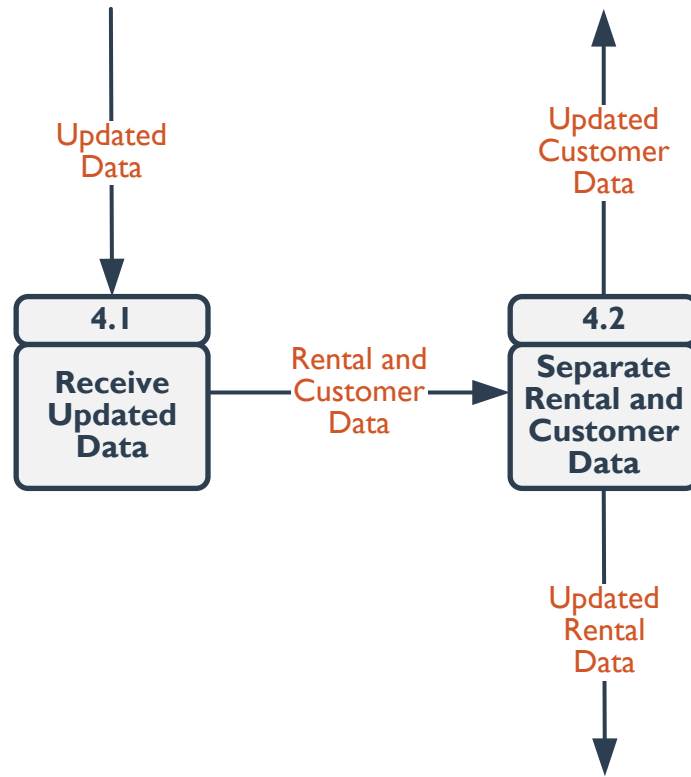 Updated
Data
Updated
Customer
Data
4.1
Receive
Updated
Data
Rental and
Customer
Data
4.2
Separate
Rental and
Customer
Data
Updated
Rental
Data